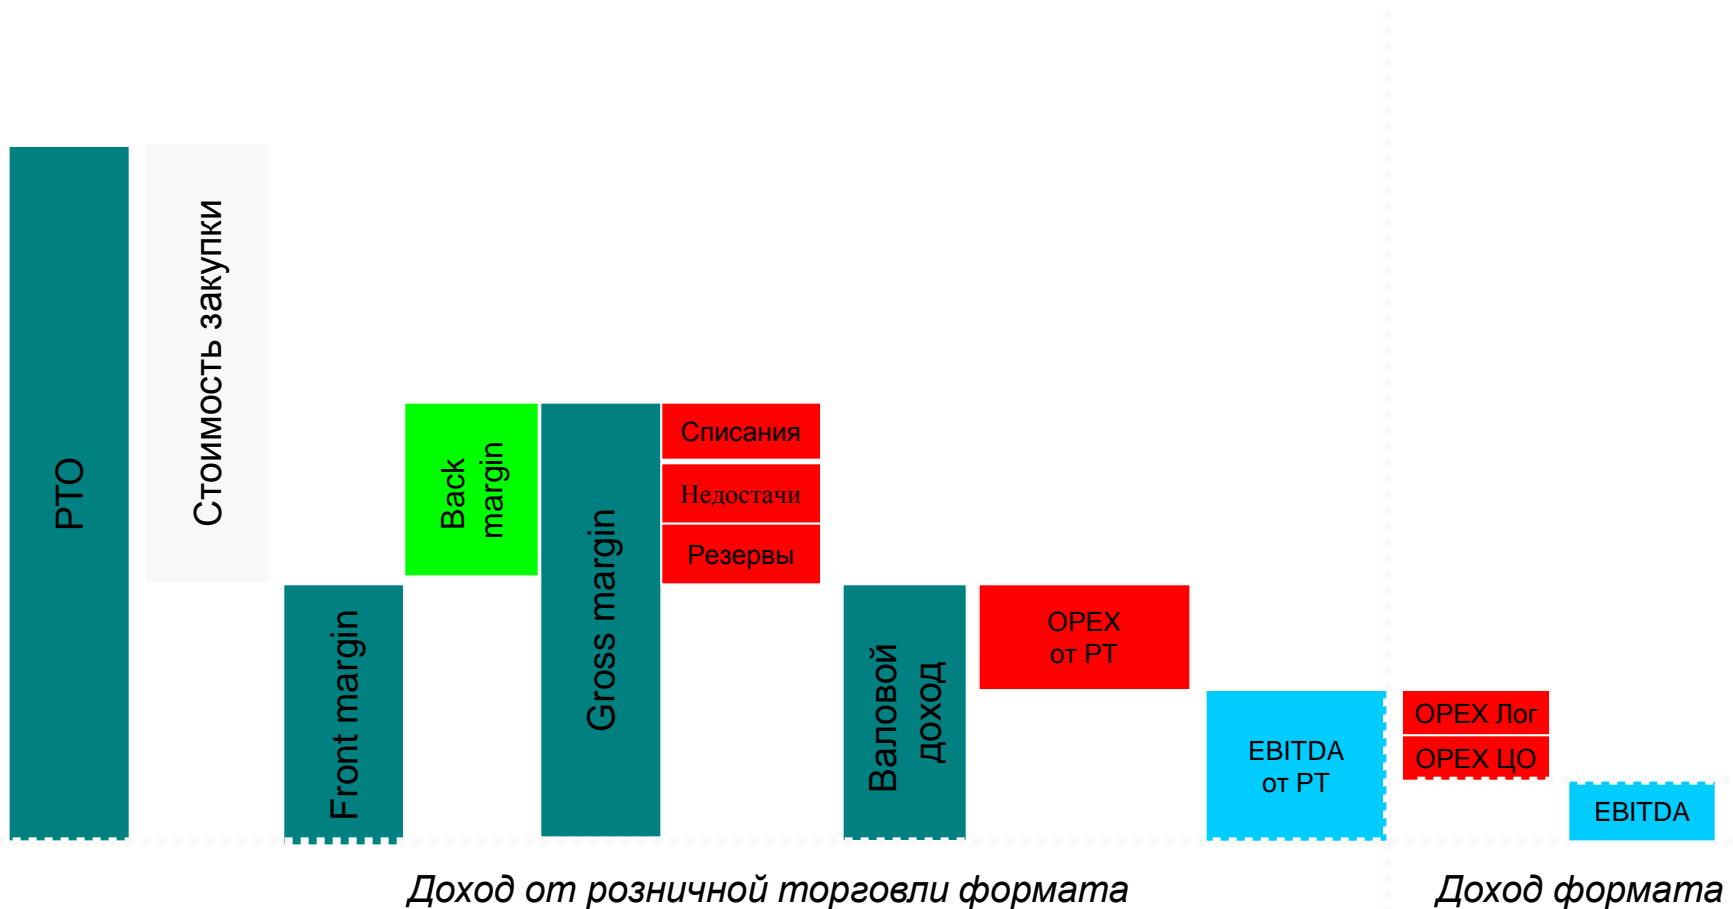 РТО
Стоимость закупки
Front margin
Back
margin
Gross margin
Списания
Недостачи
Резервы
Валовой
доход
OPEX
от РТ
EBITDA
от РТ
OPEX Лог
OPEX ЦО
EBITDA
Доход от розничной торговли формата
Доход формата